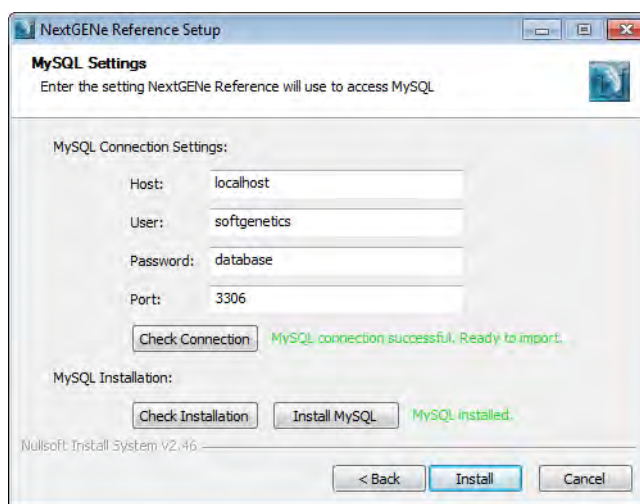 NextGENe Reference Setup
MySQL Settings
Enter the setting NextGENe Reference will use to access MySQL
MySQL Connection Settings:
Host: localhost
User: softgenetics
Password: database
Port: 3306
Check Connection MySQL connection successful. Ready to import.
MySQL Installation:
Check Installation Install MySQL MySQL installed.
Nullsoft Install System v2.46
< Back Install Cancel